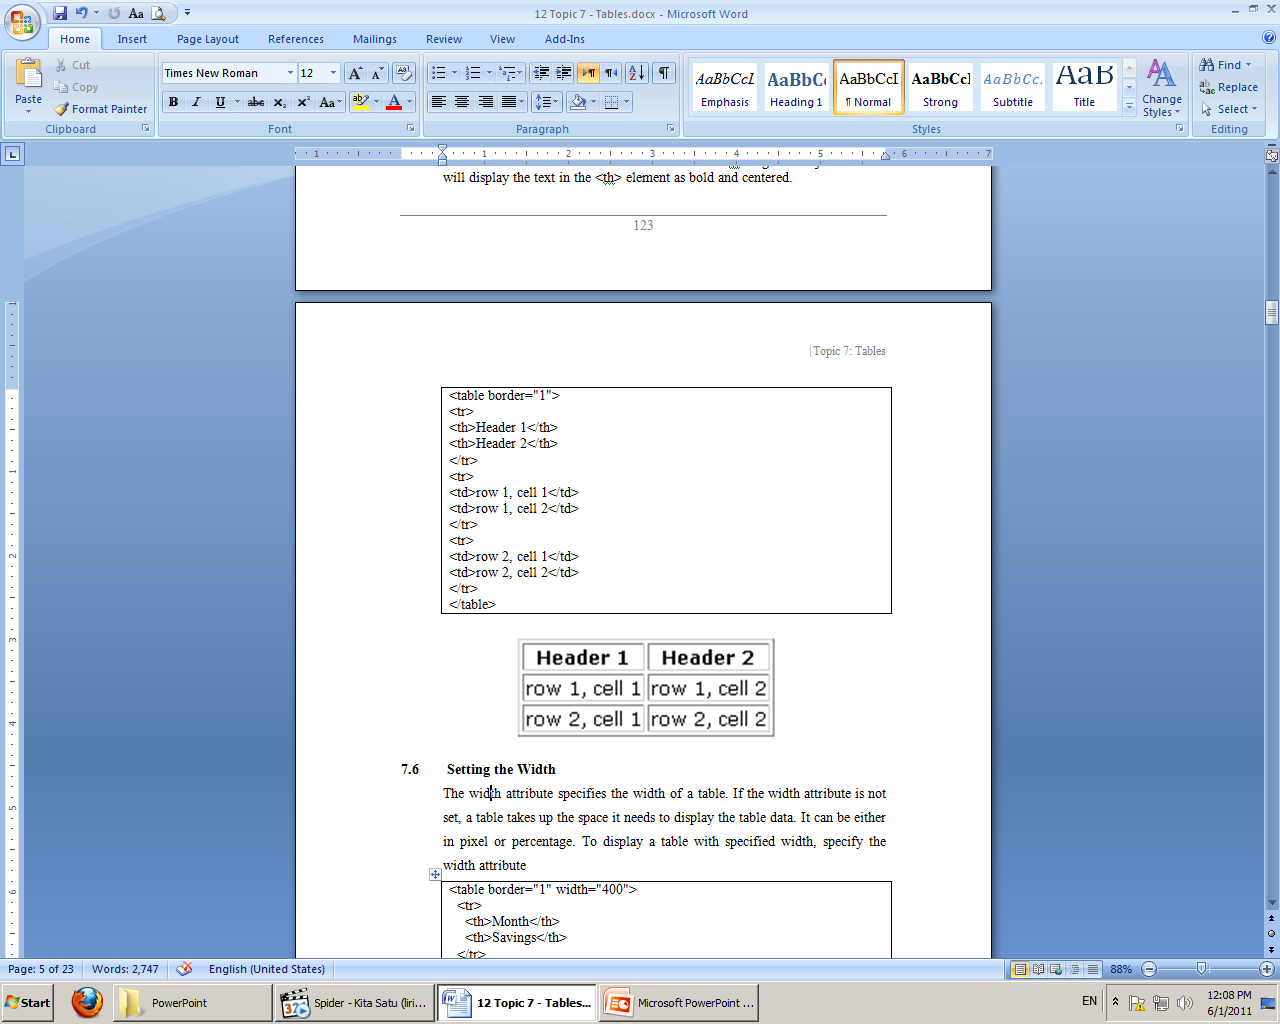 12 Topic 7 - Tables.docx - Microsoft Word
Home Insert Page Layout References Mailings Review View Add-Ins
Paste
Cut
Copy
Format Painter
Clipboard
Times New Roman 12
Font
Paragraph
AaBbCcI AaBbC AaBbCcI AaBbCcI AaBbCc. AaB
Emphasis Heading 1 ¶ Normal Strong Subtitle Title
Change Styles
Styles
Find
Replace
Select
Editing
1 1 2 3 4 5 6 7
will display the text in the <th> element as bold and centered.
123
|Topic 7: Tables
<table border="1">
<tr>
<th>Header 1</th>
<th>Header 2</th>
</tr>
<tr>
<td>row 1, cell 1</td>
<td>row 1, cell 2</td>
</tr>
<tr>
<td>row 2, cell 1</td>
<td>row 2, cell 2</td>
</tr>
</table>
Header 1 Header 2
row 1, cell 1 row 1, cell 2
row 2, cell 1 row 2, cell 2
7.6 Setting the Width
The width attribute specifies the width of a table. If the width attribute is not
set, a table takes up the space it needs to display the table data. It can be either
in pixel or percentage. To display a table with specified width, specify the
width attribute
<table border="1" width="400">
<tr>
<th>Month</th>
<th>Savings</th>
</tr>
Page: 5 of 23 Words: 2,747 English (United States) 88%
Start PowerPoint Spider - Kita Satu (liri... 12 Topic 7 - Tables... Microsoft PowerPoint ... EN 12:08 PM
6/1/2011